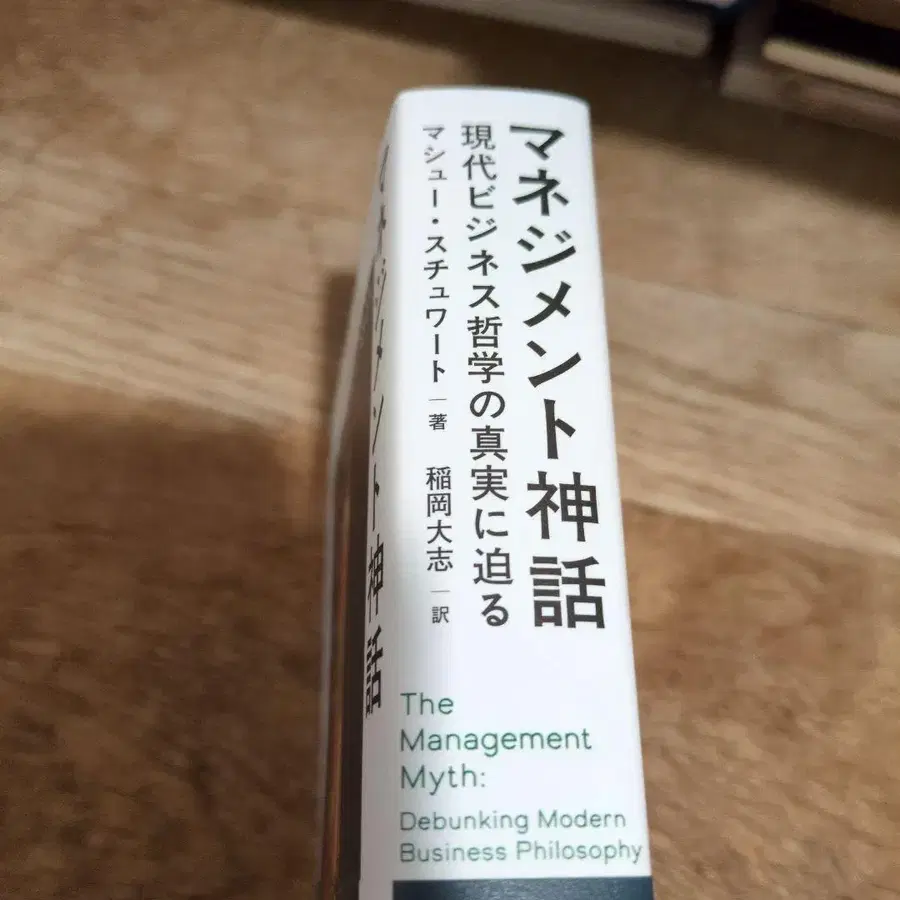 マネジメント神話
現代ビジネス哲学の真実に迫る
マシュー・スチュワート―著
稲岡大志―訳
The
Management
Myth:
Debunking Modern
Business Philosophy
マネジメント神話